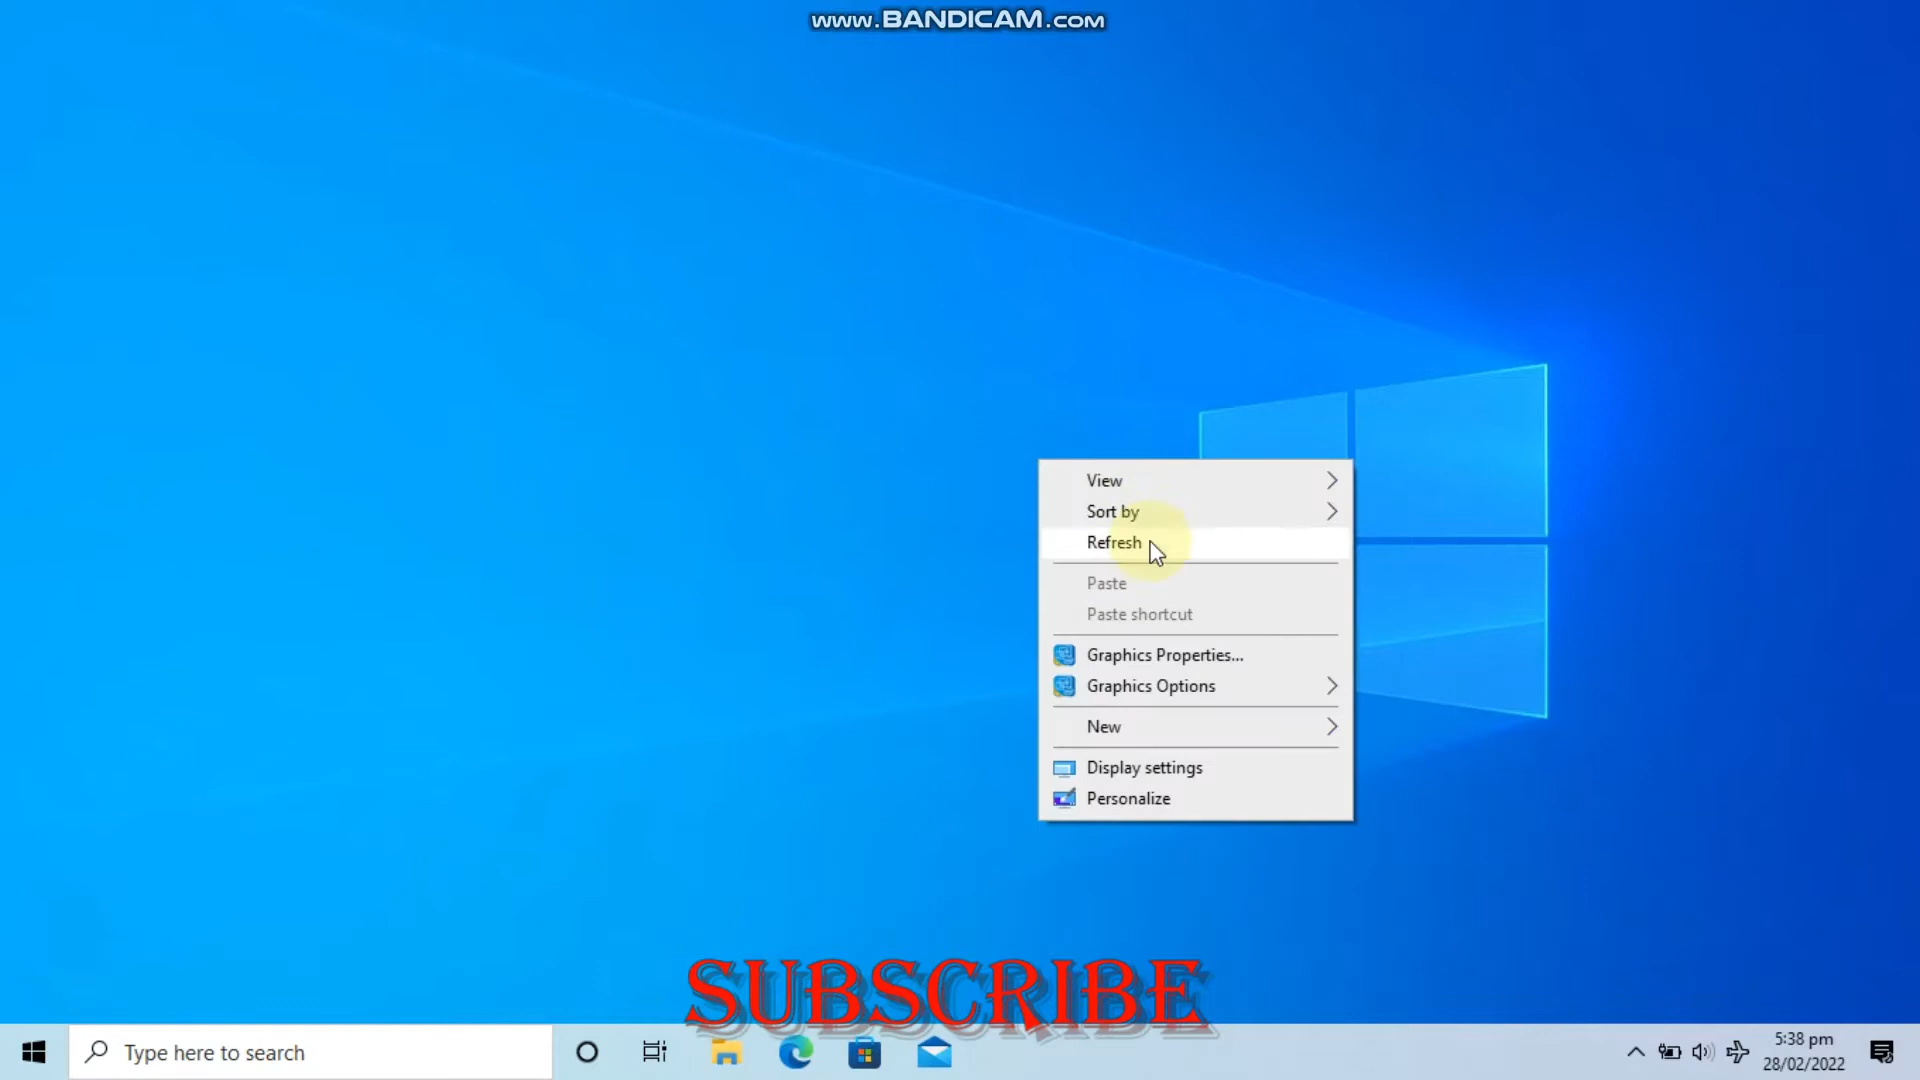 www.BANDICAM.com
View
Sort by
Refresh
Paste
Paste shortcut
Graphics Properties...
Graphics Options
New
Display settings
Personalize
SUBSCRIBE
Type here to search
5:38 pm
28/02/2022